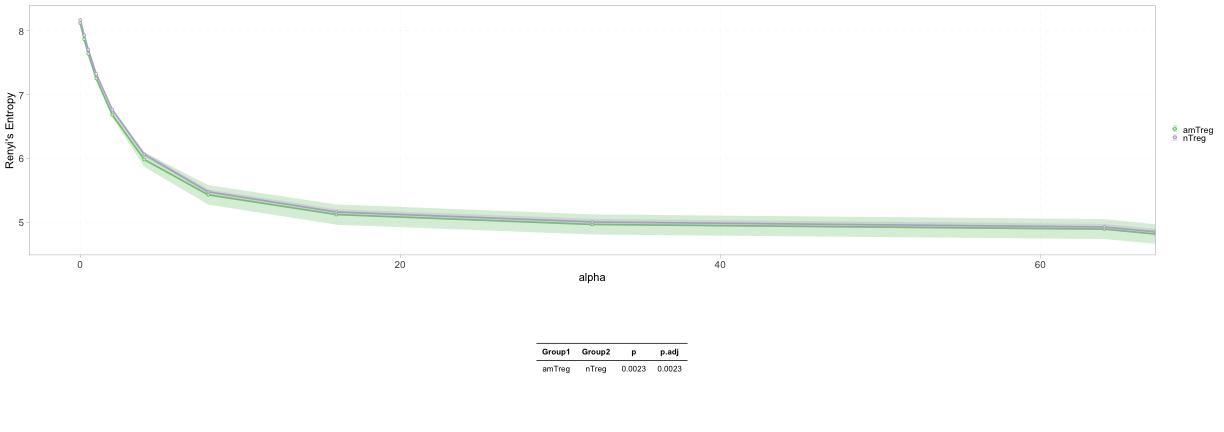 8
7
6
5
Renyi's Entropy
0 20 40 60
alpha
amTreg
nTreg
Group1 Group2 p p.adj
amTreg nTreg 0.0023 0.0023